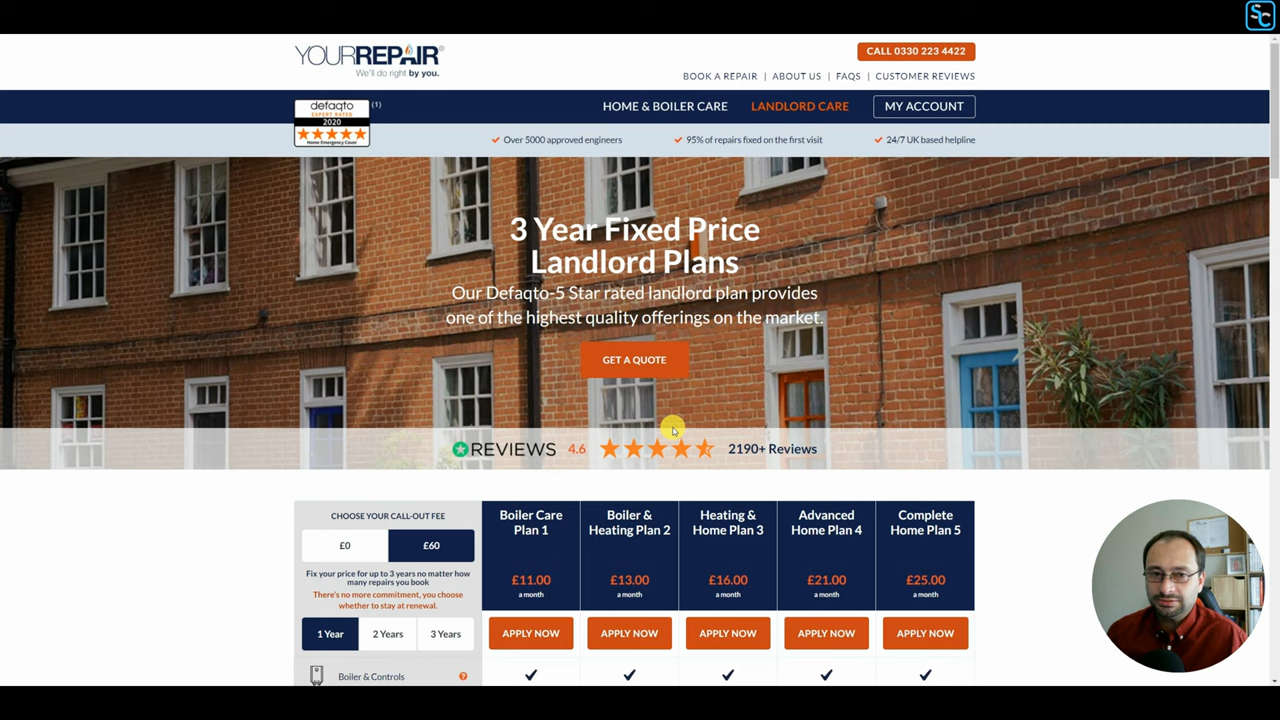 SC
YOURREPAIR®
We'll do right by you.
CALL 0330 223 4422
BOOK A REPAIR | ABOUT US | FAQS | CUSTOMER REVIEWS
defaqto
EXPERT RATED
2020
Home Emergency Cover
(1)
HOME & BOILER CARE
LANDLORD CARE
MY ACCOUNT
Over 5000 approved engineers
95% of repairs fixed on the first visit
24/7 UK based helpline
3 Year Fixed Price
Landlord Plans
Our Defaqto-5 Star rated landlord plan provides
one of the highest quality offerings on the market.
GET A QUOTE
REVIEWS 4.6
2190+ Reviews
CHOOSE YOUR CALL-OUT FEE
£0
£60
Fix your price for up to 3 years no matter how
many repairs you book
There's no more commitment, you choose
whether to stay at renewal.
1 Year
2 Years
3 Years
Boiler & Controls
?
Boiler Care
Plan 1
£11.00
a month
APPLY NOW
Boiler &
Heating Plan 2
£13.00
a month
APPLY NOW
Heating &
Home Plan 3
£16.00
a month
APPLY NOW
Advanced
Home Plan 4
£21.00
a month
APPLY NOW
Complete
Home Plan 5
£25.00
a month
APPLY NOW